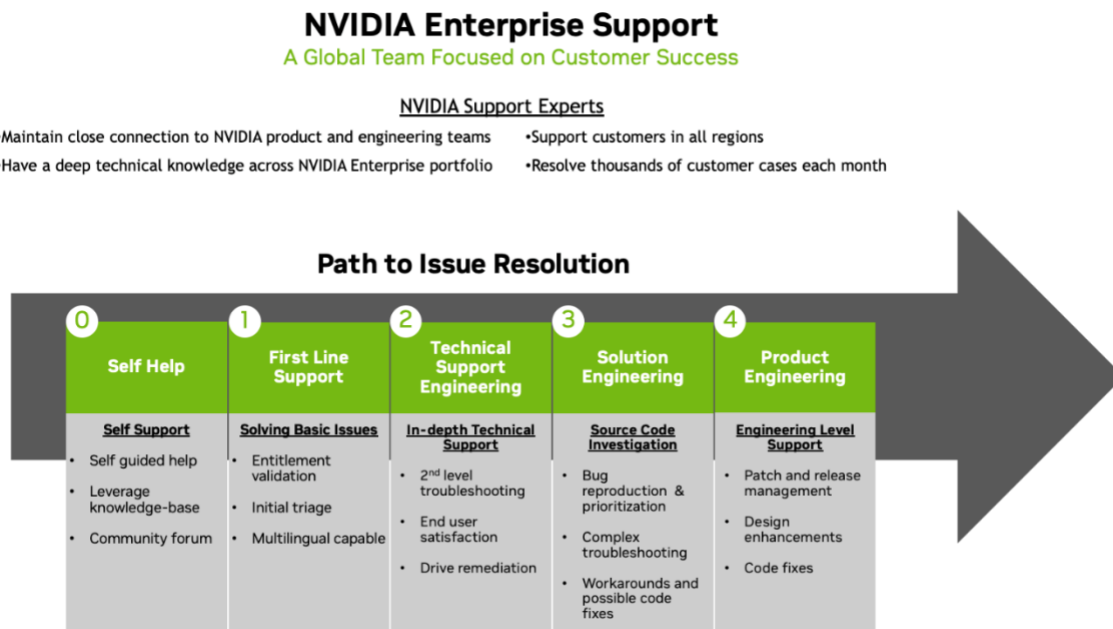 NVIDIA Enterprise Support
A Global Team Focused on Customer Success
NVIDIA Support Experts
•Maintain close connection to NVIDIA product and engineering teams
•Have a deep technical knowledge across NVIDIA Enterprise portfolio
•Support customers in all regions
•Resolve thousands of customer cases each month
Path to Issue Resolution
0
Self Help
Self Support
• Self guided help
• Leverage
knowledge-base
• Community forum
1
First Line
Support
Solving Basic Issues
• Entitlement
validation
• Initial triage
• Multilingual capable
2
Technical
Support
Engineering
In-depth Technical
Support
• 2nd level
troubleshooting
• End user
satisfaction
• Drive remediation
3
Solution
Engineering
Source Code
Investigation
• Bug
reproduction &
prioritization
• Complex
troubleshooting
• Workarounds and
possible code
fixes
4
Product
Engineering
Engineering Level
Support
• Patch and release
management
• Design
enhancements
• Code fixes